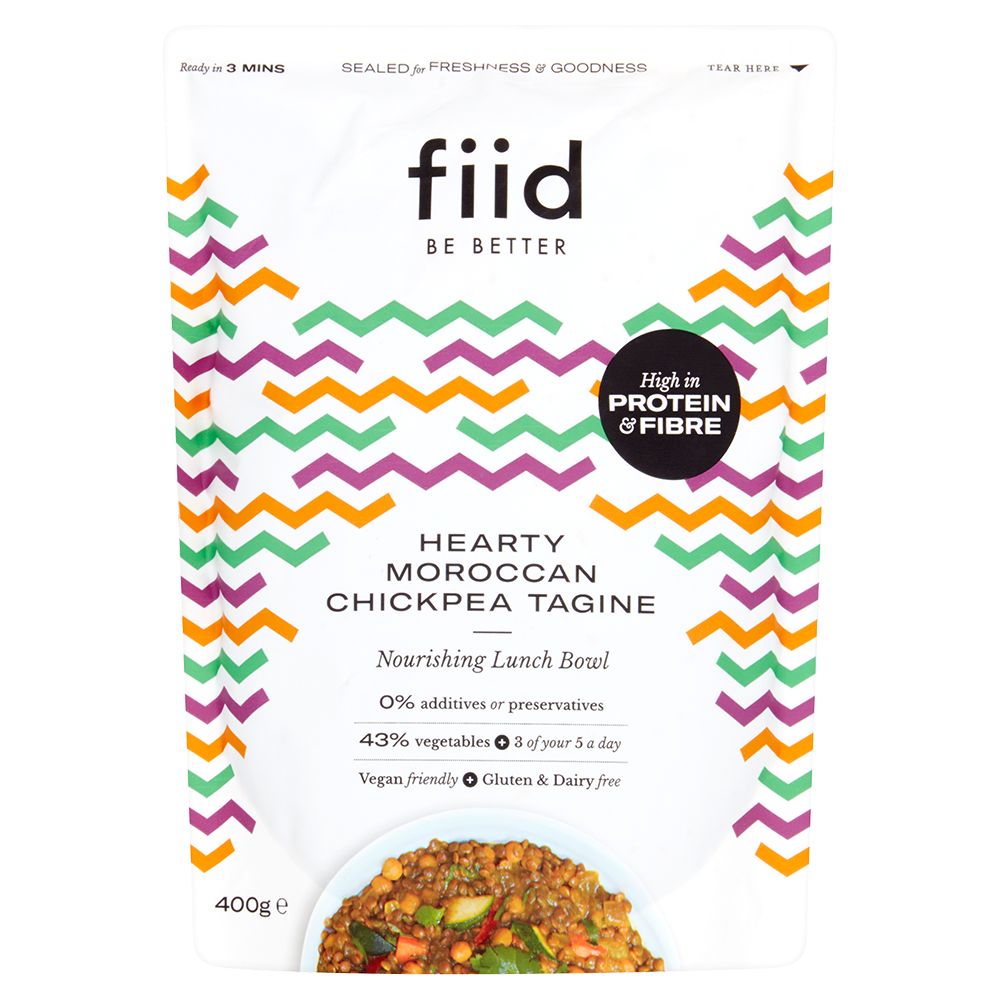 Ready in 3 MINS
SEALED for FRESHNESS & GOODNESS
TEAR HERE
fiid
BE BETTER
High in
PROTEIN
& FIBRE
HEARTY
MOROCCAN
CHICKPEA TAGINE
Nourishing Lunch Bowl
0% additives or preservatives
43% vegetables + 3 of your 5 a day
Vegan friendly + Gluten & Dairy free
400g e